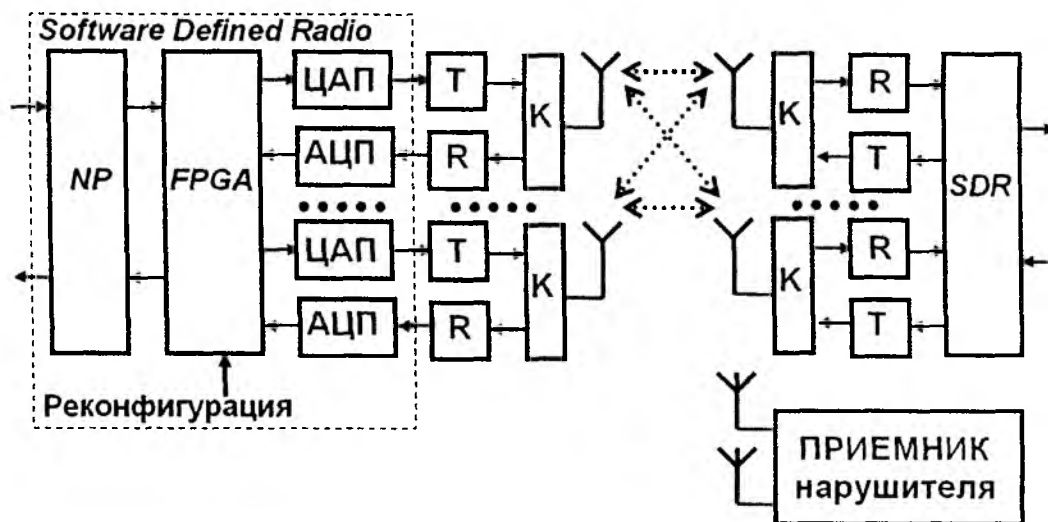 Software Defined Radio
NP
FPGA
ЦАП
T
K
АЦП
R
ЦАП
T
K
АЦП
R
Реконфигурация
K
R
T
SDR
K
R
T
ПРИЕМНИК
нарушителя